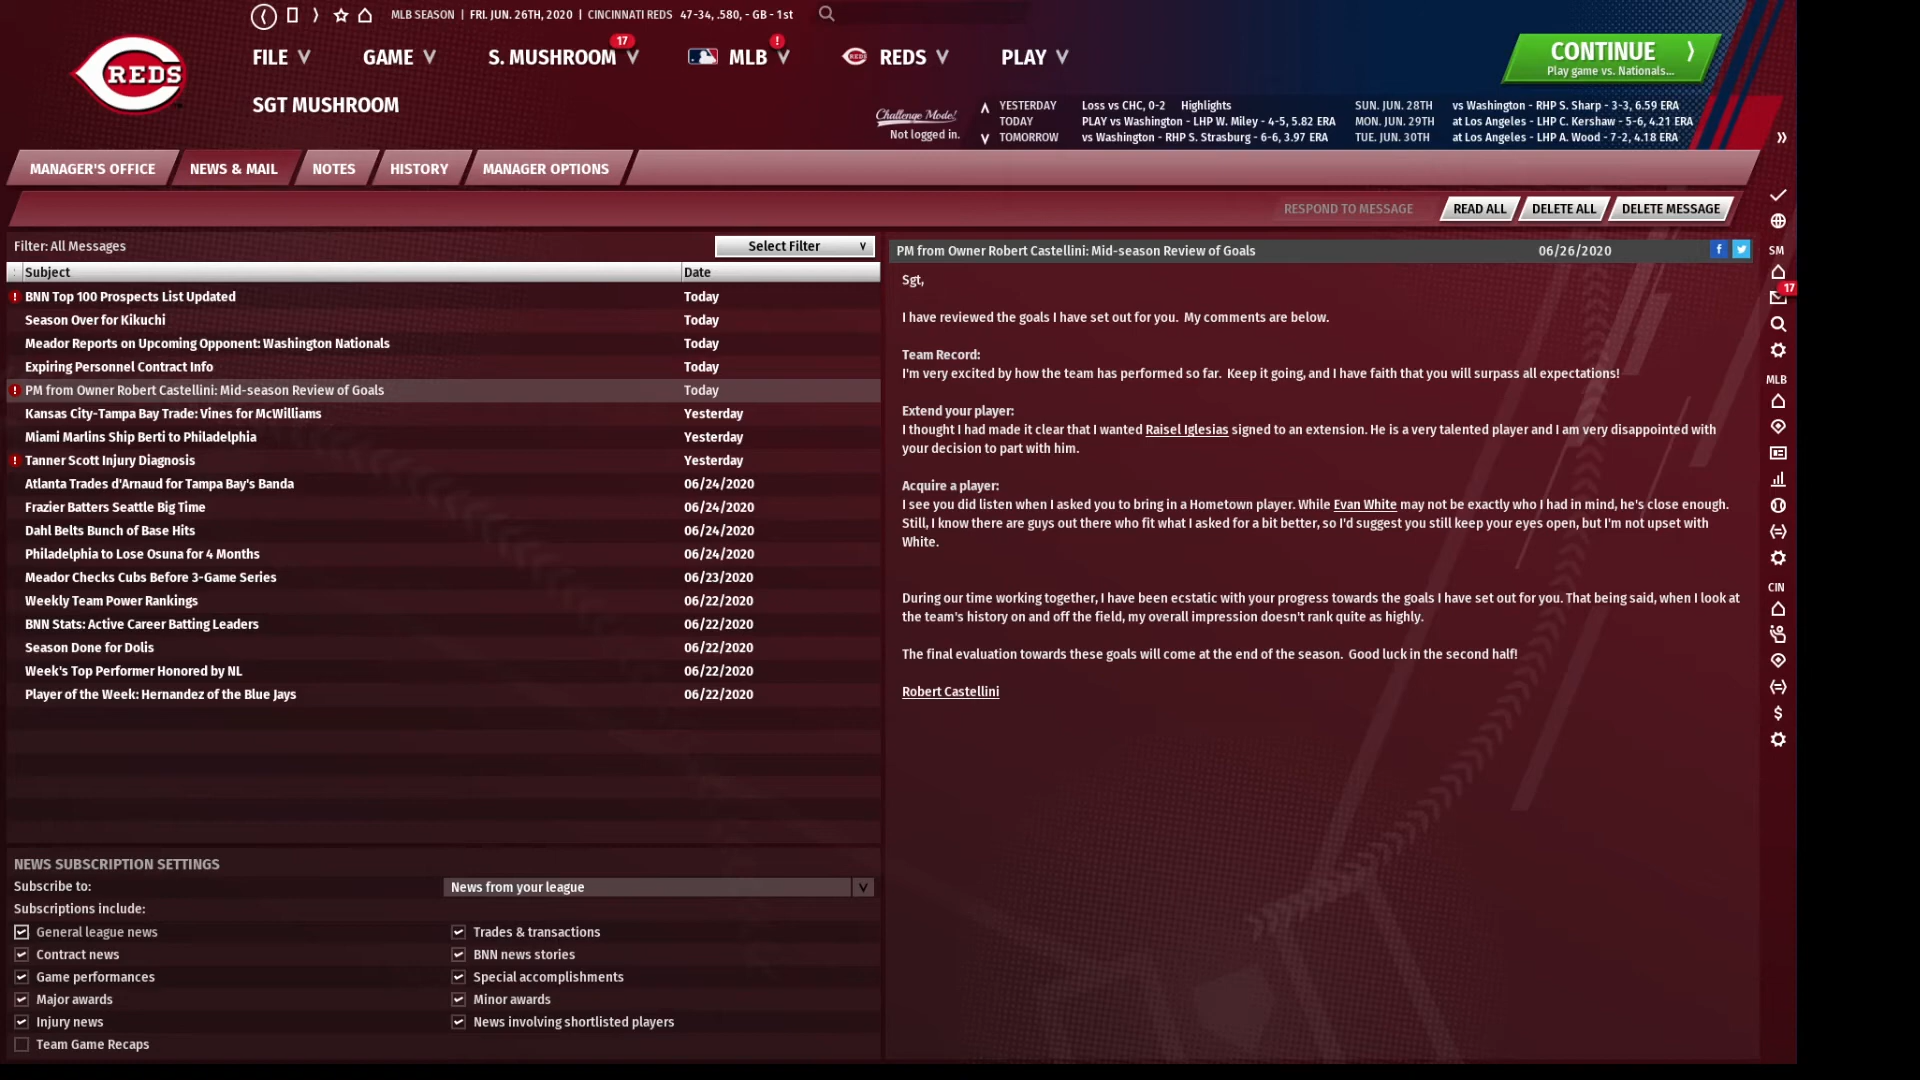 MLB SEASON | FRI. JUN. 26TH, 2020 | CINCINNATI REDS 47-34, .580, - GB - 1st
REDS
FILE GAME S. MUSHROOM 17 MLB ! REDS PLAY
CONTINUE
Play game vs. Nationals...
SGT MUSHROOM
Challenge Mode!
Not logged in.
YESTERDAY Loss vs CHC, 0-2 Highlights SUN. JUN. 28TH vs Washington - RHP S. Sharp - 3-3, 6.59 ERA
TODAY PLAY vs Washington - LHP W. Miley - 4-5, 5.82 ERA MON. JUN. 29TH at Los Angeles - LHP C. Kershaw - 5-6, 4.21 ERA
TOMORROW vs Washington - RHP S. Strasburg - 6-6, 3.97 ERA TUE. JUN. 30TH at Los Angeles - LHP A. Wood - 7-2, 4.18 ERA
MANAGER'S OFFICE NEWS & MAIL NOTES HISTORY MANAGER OPTIONS
RESPOND TO MESSAGE READ ALL DELETE ALL DELETE MESSAGE
Filter: All Messages Select Filter
Subject Date
! BNN Top 100 Prospects List Updated Today
Season Over for Kikuchi Today
Meador Reports on Upcoming Opponent: Washington Nationals Today
Expiring Personnel Contract Info Today
! PM from Owner Robert Castellini: Mid-season Review of Goals Today
Kansas City-Tampa Bay Trade: Vines for McWilliams Yesterday
Miami Marlins Ship Berti to Philadelphia Yesterday
! Tanner Scott Injury Diagnosis Yesterday
Atlanta Trades d'Arnaud for Tampa Bay's Banda 06/24/2020
Frazier Batters Seattle Big Time 06/24/2020
Dahl Belts Bunch of Base Hits 06/24/2020
Philadelphia to Lose Osuna for 4 Months 06/24/2020
Meador Checks Cubs Before 3-Game Series 06/23/2020
Weekly Team Power Rankings 06/22/2020
BNN Stats: Active Career Batting Leaders 06/22/2020
Season Done for Dolis 06/22/2020
Week's Top Performer Honored by NL 06/22/2020
Player of the Week: Hernandez of the Blue Jays 06/22/2020
NEWS SUBSCRIPTION SETTINGS
Subscribe to: News from your league
Subscriptions include:
General league news Trades & transactions
Contract news BNN news stories
Game performances Special accomplishments
Major awards Minor awards
Injury news News involving shortlisted players
Team Game Recaps
PM from Owner Robert Castellini: Mid-season Review of Goals 06/26/2020
Sgt,
I have reviewed the goals I have set out for you. My comments are below.
Team Record:
I'm very excited by how the team has performed so far. Keep it going, and I have faith that you will surpass all expectations!
Extend your player:
I thought I had made it clear that I wanted Raisel Iglesias signed to an extension. He is a very talented player and I am very disappointed with
your decision to part with him.
Acquire a player:
I see you did listen when I asked you to bring in a Hometown player. While Evan White may not be exactly who I had in mind, he's close enough.
Still, I know there are guys out there who fit what I asked for a bit better, so I'd suggest you still keep your eyes open, but I'm not upset with
White.
During our time working together, I have been ecstatic with your progress towards the goals I have set out for you. That being said, when I look at
the team's history on and off the field, my overall impression doesn't rank quite as highly.
The final evaluation towards these goals will come at the end of the season. Good luck in the second half!
Robert Castellini
SM
17
MLB
CIN
$